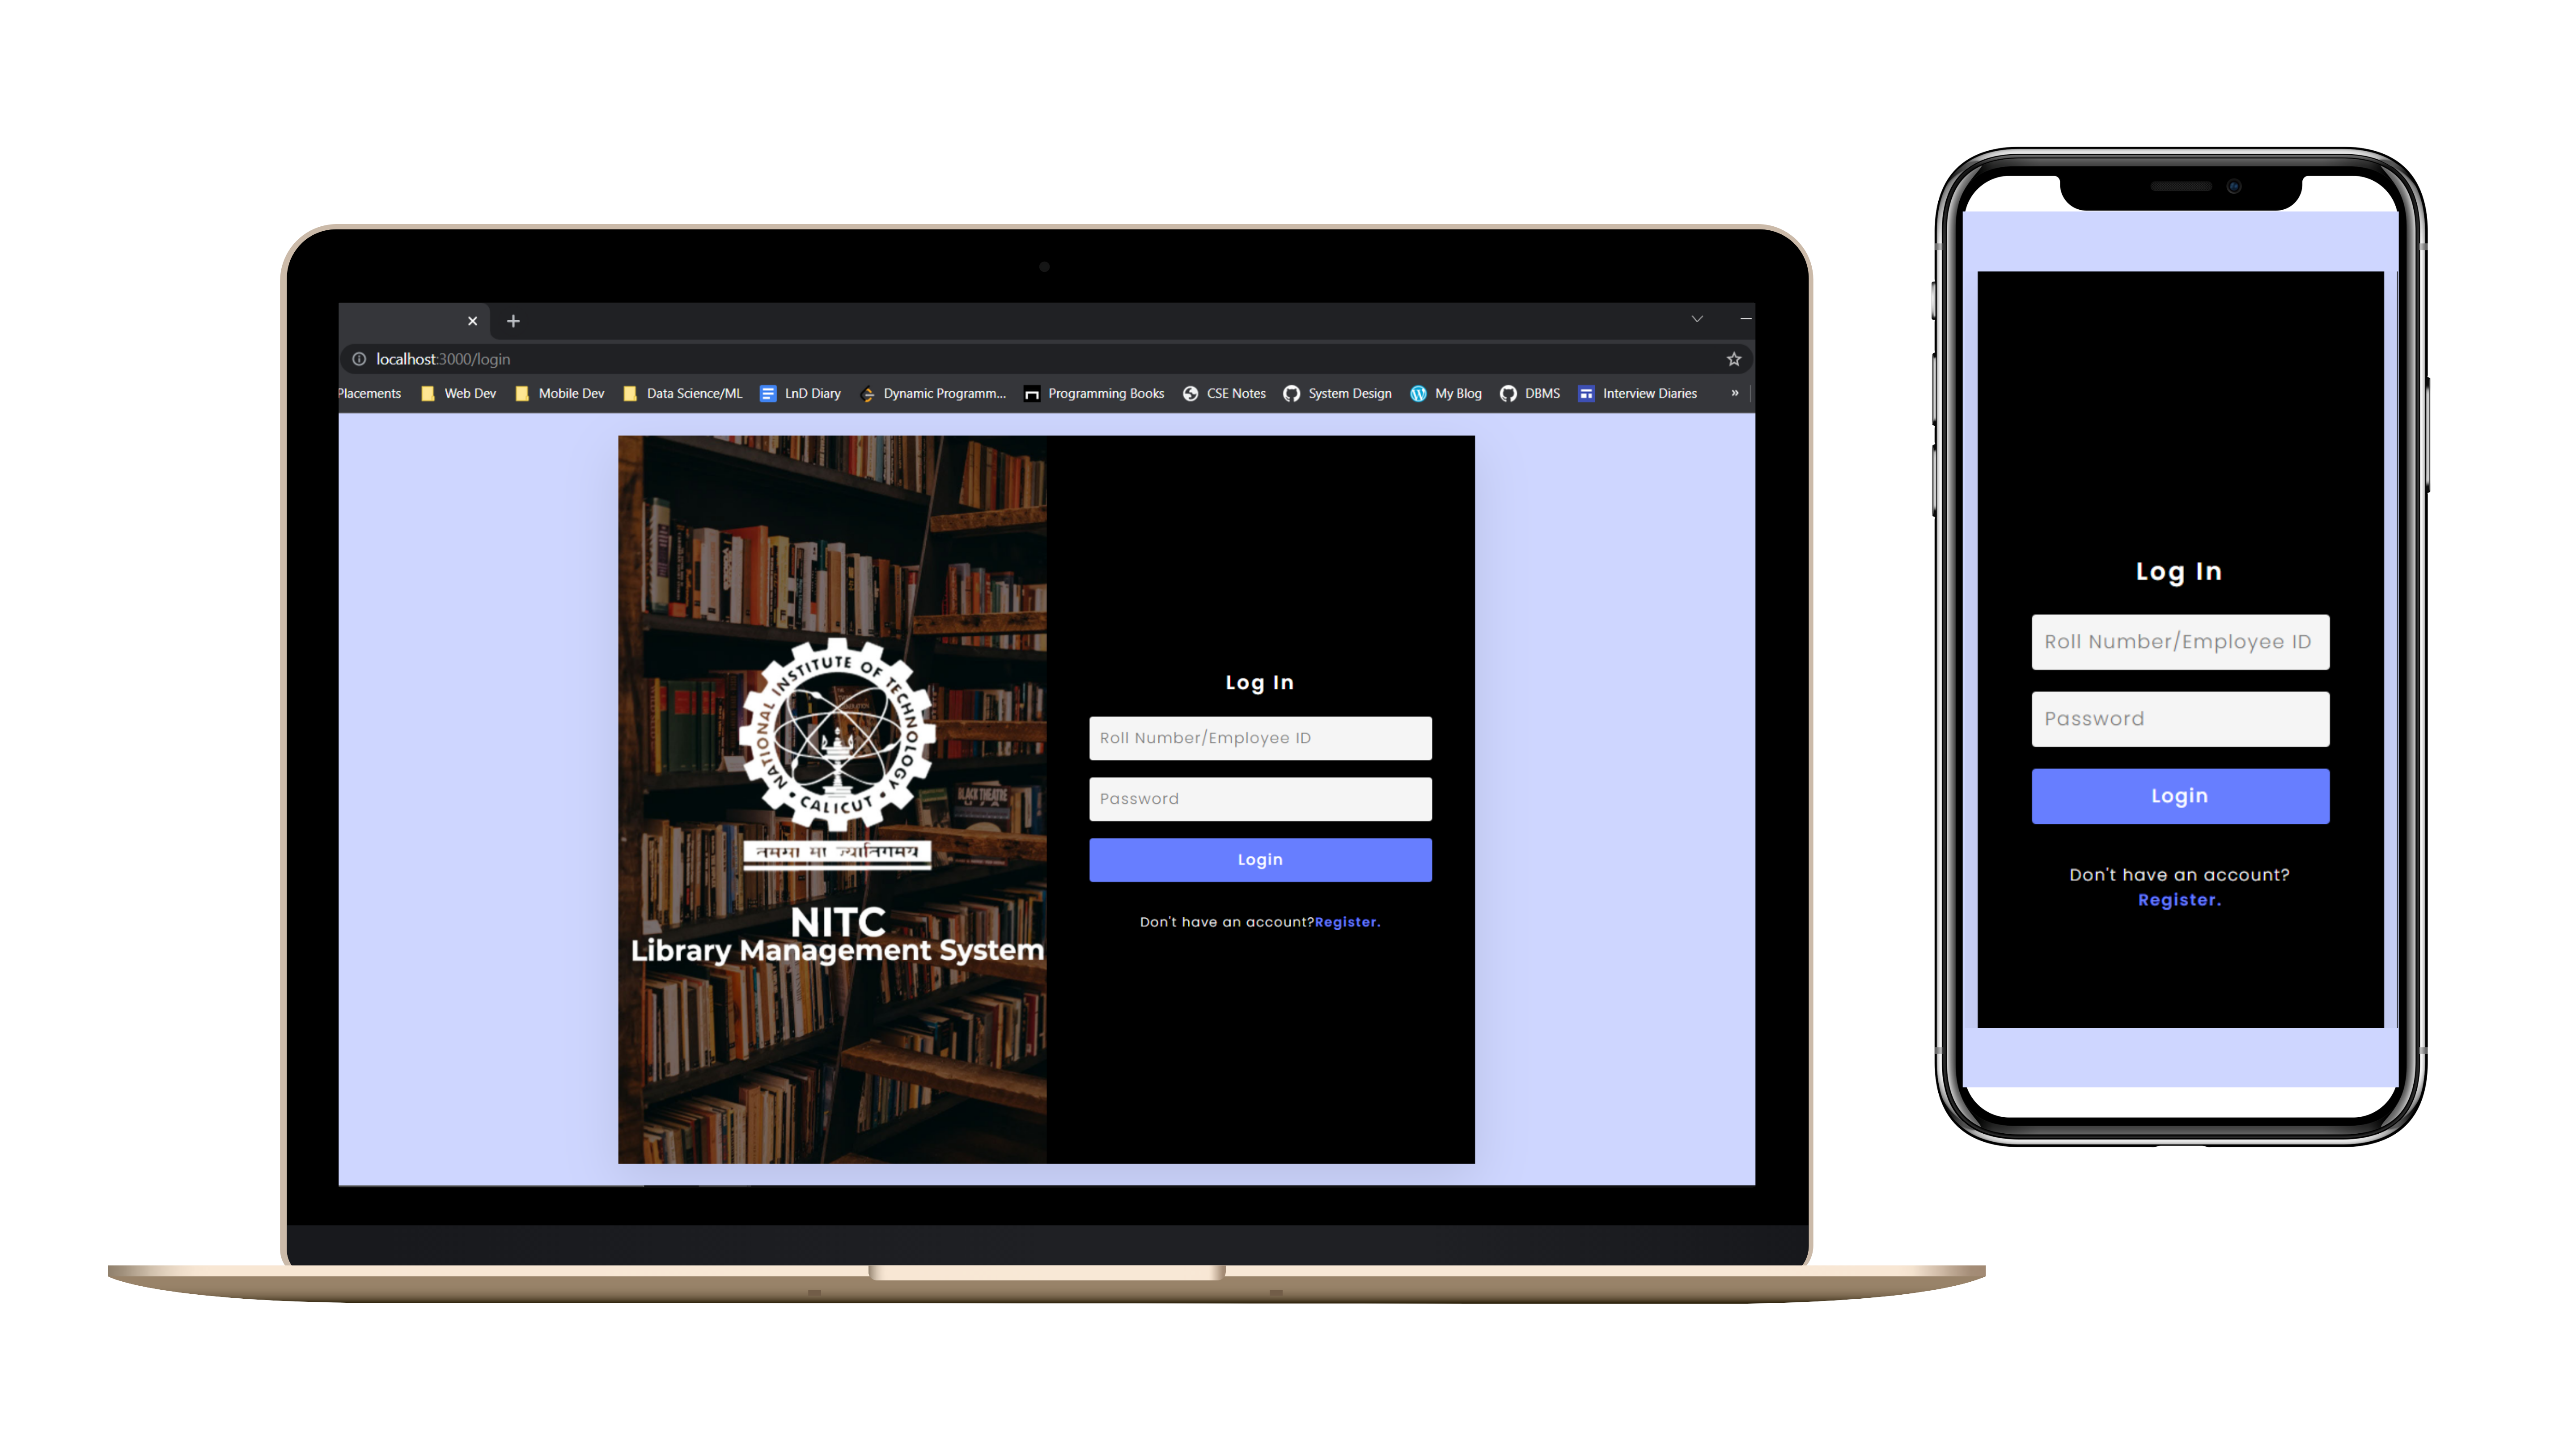 localhost:3000/login
Placements Web Dev Mobile Dev Data Science/ML LnD Diary Dynamic Programm... Programming Books CSE Notes System Design My Blog DBMS Interview Diaries »
NATIONAL INSTITUTE OF TECHNOLOGY
• CALICUT •
NITC
Library Management System
BLACK THEATRE
U S A
Log In
Roll Number/Employee ID
Password
Login
Don't have an account?Register.
Log In
Roll Number/Employee ID
Password
Login
Don't have an account?
Register.